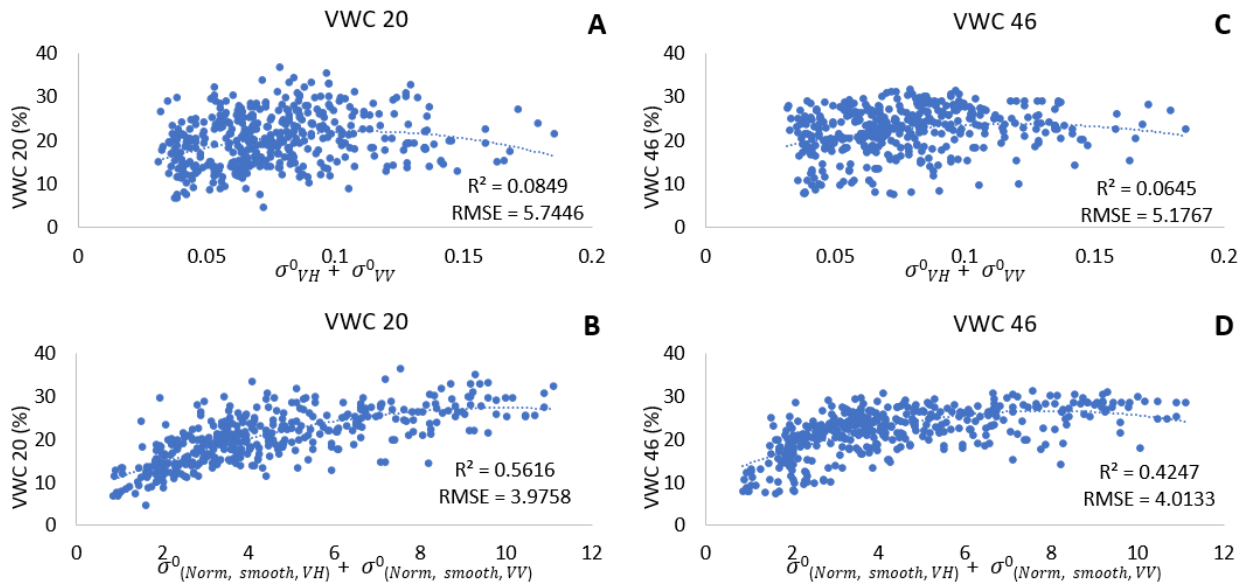 VWC 20
A
VWC 20 (%)
40
30
20
10
0
R² = 0.0849
RMSE = 5.7446
0 0.05 0.1 0.15 0.2
σ⁰VH + σ⁰VV
VWC 46
C
VWC 46 (%)
40
30
20
10
0
R² = 0.0645
RMSE = 5.1767
0 0.05 0.1 0.15 0.2
σ⁰VH + σ⁰VV
VWC 20
B
VWC 20 (%)
40
30
20
10
0
R² = 0.5616
RMSE = 3.9758
0 2 4 6 8 10 12
σ⁰(Norm, smooth, VH) + σ⁰(Norm, smooth, VV)
VWC 46
D
VWC 46 (%)
40
30
20
10
0
R² = 0.4247
RMSE = 4.0133
0 2 4 6 8 10 12
σ⁰(Norm, smooth, VH) + σ⁰(Norm, smooth, VV)